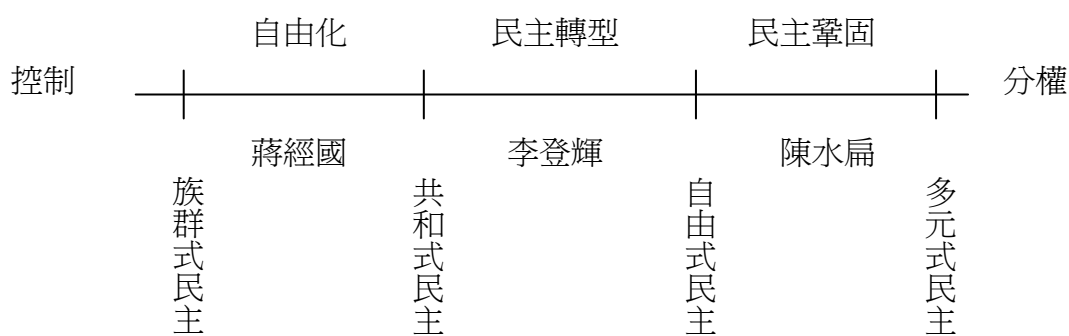 自由化 民主轉型 民主鞏固
控制 分權
蔣經國 李登輝 陳水扁
族群式民主
共和式民主
自由式民主
多元式民主